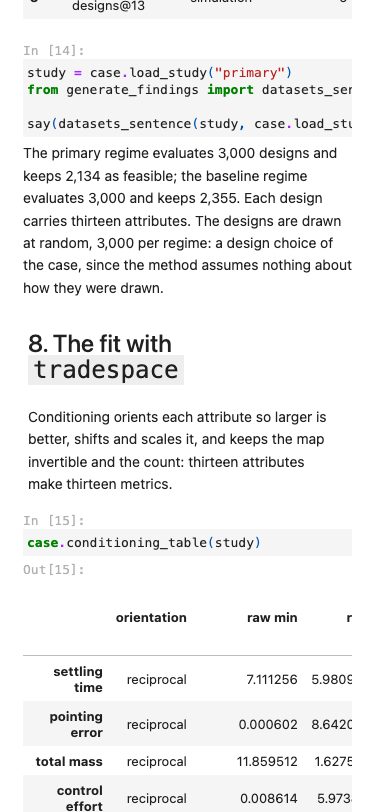 designs@13
In [14]:
study = case.load_study("primary")
from generate_findings import datasets_ser
say(datasets_sentence(study, case.load_stu
The primary regime evaluates 3,000 designs and
keeps 2,134 as feasible; the baseline regime
evaluates 3,000 and keeps 2,355. Each design
carries thirteen attributes. The designs are drawn
at random, 3,000 per regime: a design choice of
the case, since the method assumes nothing about
how they were drawn.
8. The fit with
tradespace
Conditioning orients each attribute so larger is
better, shifts and scales it, and keeps the map
invertible and the count: thirteen attributes
make thirteen metrics.
In [15]:
case.conditioning_table(study)
Out[15]:
orientation raw min r
settling
time reciprocal 7.111256 5.9809
pointing
error reciprocal 0.000602 8.6420
total mass reciprocal 11.859512 1.6275
control
effort reciprocal 0.008614 5.973